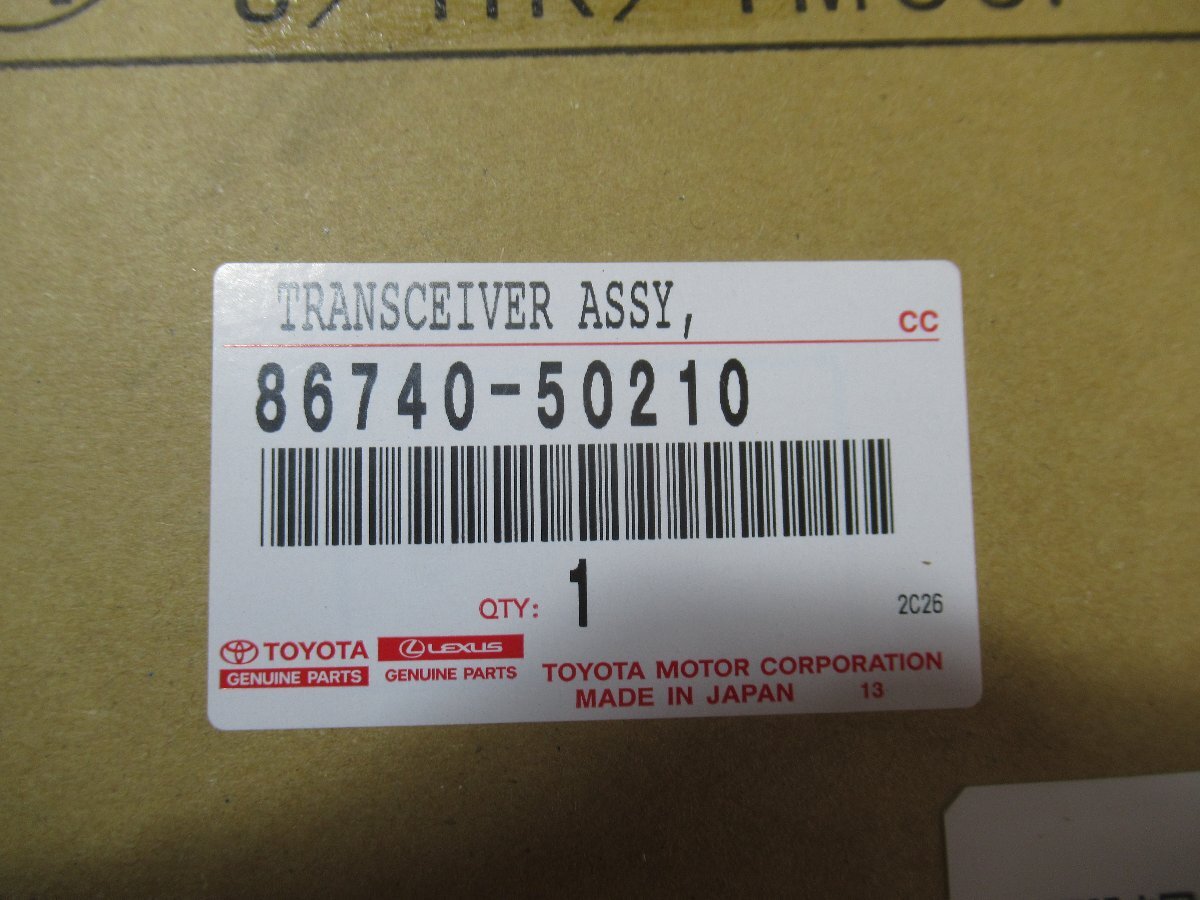 TRANSCEIVER ASSY,
CC
86740-50210
QTY: 1
2C26
TOYOTA
GENUINE PARTS
LEXUS
GENUINE PARTS
TOYOTA MOTOR CORPORATION
MADE IN JAPAN 13